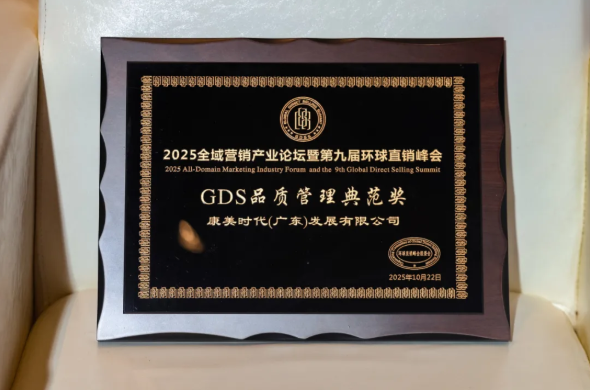 2025全域营销产业论坛暨第九届环球直销峰会
2025 All-Domain Marketing Industry Forum and the 9th Global Direct Selling Summit
GDS品质管理典范奖
康美时代(广东)发展有限公司
2025年10月22日